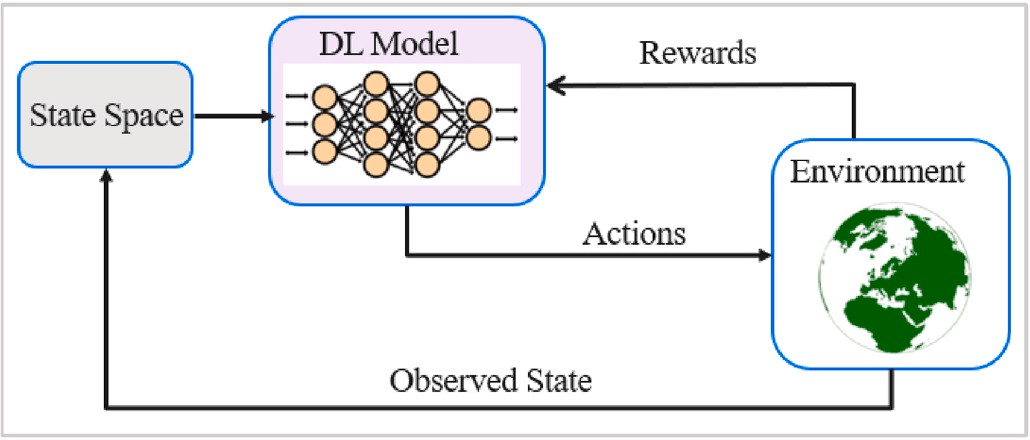 DL Model
Rewards
State Space
Environment
Actions
Observed State